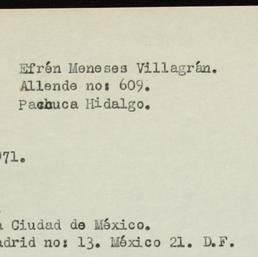 Efrén Meneses Villagrán.
Allende no: 609.
Pachuca Hidalgo.
971.
a Ciudad de México.
adrid no: 13. México 21. D.F.